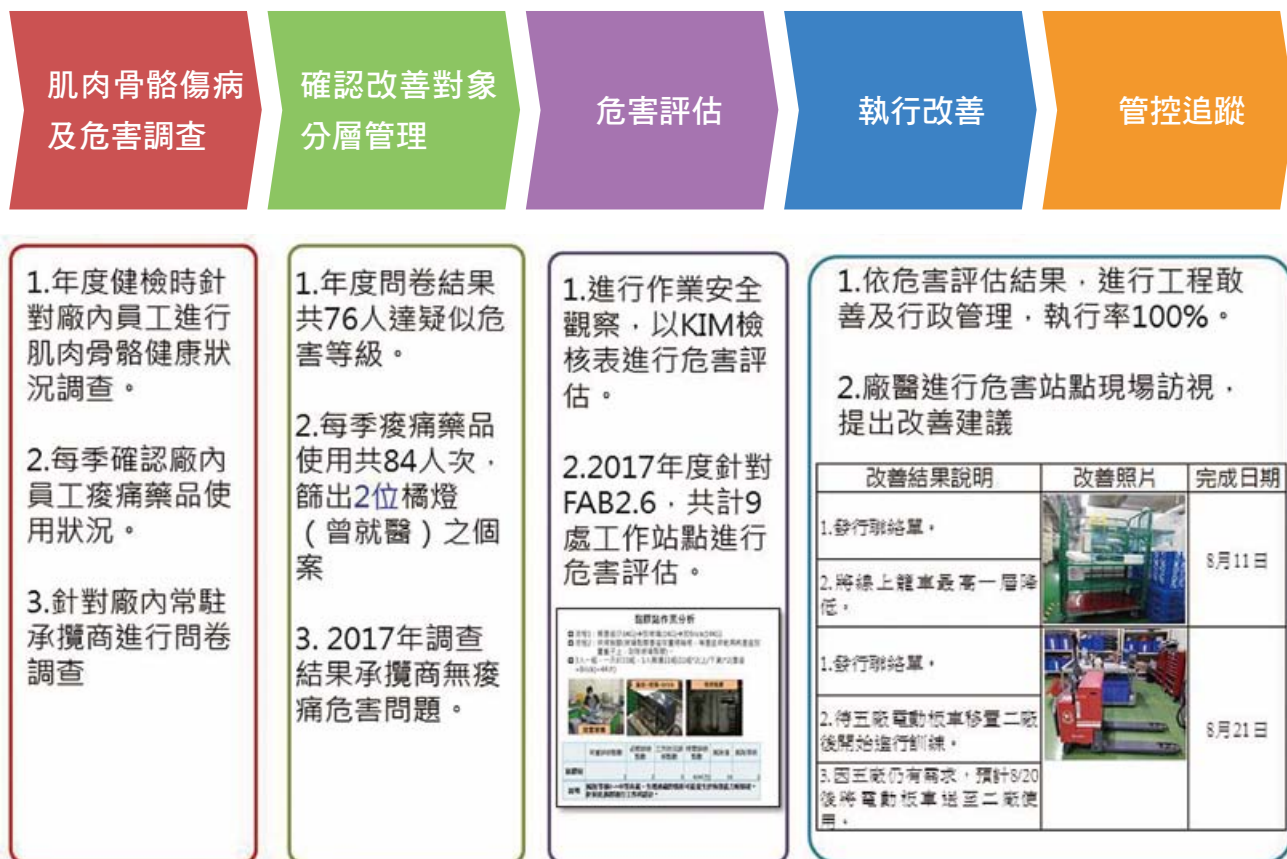 肌肉骨骼傷病
及危害調查
確認改善對象
分層管理
危害評估
執行改善
管控追蹤
1.年度健檢時針
對廠內員工進行
肌肉骨骼健康狀
況調查。
2.每季確認廠內
員工痠痛藥品使
用狀況。
3.針對廠內常駐
承攬商進行問卷
調查
1.年度問卷結果
共76人達疑似危
害等級。
2.每季痠痛藥品
使用共84人次，
篩出2位橘燈
（曾就醫）之個
案
3. 2017年調查
結果承攬商無痠
痛危害問題。
1.進行作業安全
觀察，以KIM檢
核表進行危害評
估。
2.2017年度針對
FAB2.6，共計9
處工作站點進行
危害評估。
1.依危害評估結果，進行工程敢
善及行政管理，執行率100%。
2.廠醫進行危害站點現場訪視，
提出改善建議
改善結果說明
改善照片
完成日期
1.發行聯絡單。
2.將線上籠車最高一層降
低。
8月11日
1.發行聯絡單。
2.待五廠電動板車移置二廠
後開始進行訓練。
3.因五廠仍有需求，預計8/20
後將電動板車送至二廠使
用。
8月21日